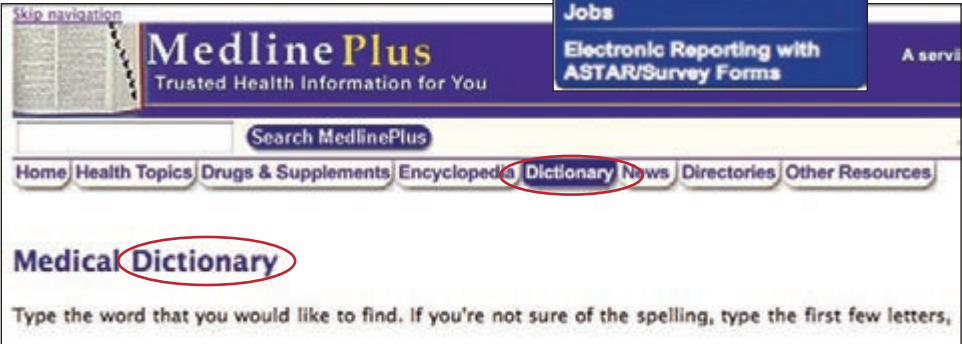 Skip navigation
Jobs
Electronic Reporting with
ASTAR/Survey Forms
Medline Plus
Trusted Health Information for You
Search MedlinePlus
Home Health Topics Drugs & Supplements Encyclopedia Dictionary News Directories Other Resources
Medical Dictionary
Type the word that you would like to find. If you're not sure of the spelling, type the first few letters,